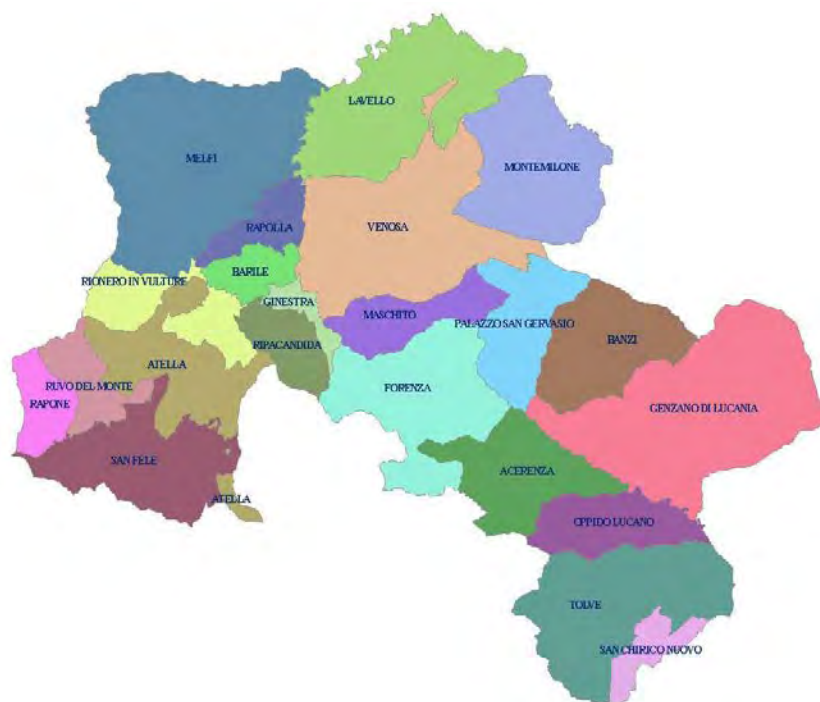 LAVELLO
MELFI
MONTEMILONE
RAPOLLA
VENOSA
BARILE
RIONERO IN VULTURE
GINESTRA
MASCHITO
PALAZZO SAN GERVASIO
BANZI
RIPACANDIDA
ATELLA
RUVO DEL MONTE
RAPONE
FORENZA
GENZANO DI LUCANIA
SAN FELE
ACERENZA
ATELLA
OPPIDO LUCANO
TOLVE
SAN CHIRICO NUOVO